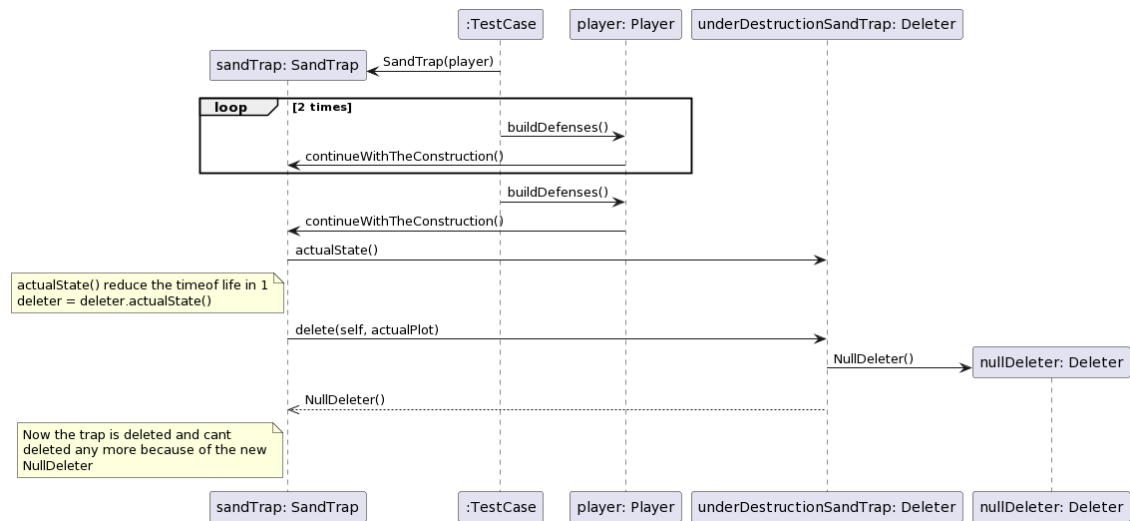 :TestCase
player: Player
underDestructionSandTrap: Deleter
sandTrap: SandTrap
SandTrap(player)
loop
[2 times]
buildDefenses()
continueWithTheConstruction()
buildDefenses()
continueWithTheConstruction()
actualState()
actualState() reduce the timeof life in 1
deleter = deleter.actualState()
delete(self, actualPlot)
NullDeleter()
nullDeleter: Deleter
NullDeleter()
Now the trap is deleted and cant
deleted any more because of the new
NullDeleter
sandTrap: SandTrap
:TestCase
player: Player
underDestructionSandTrap: Deleter
nullDeleter: Deleter